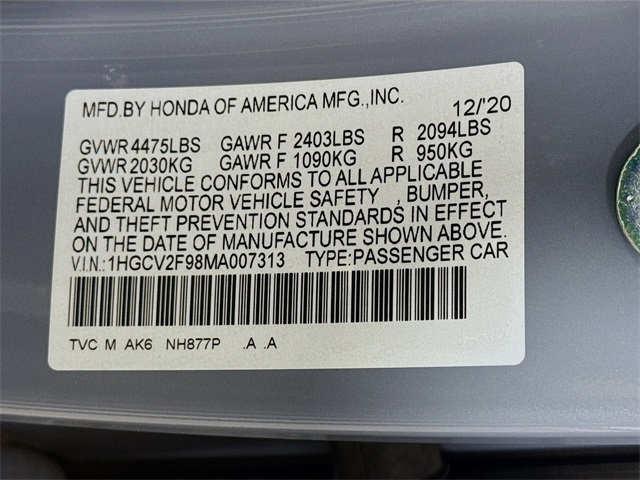 MFD.BY HONDA OF AMERICA MFG.,INC. 12/'20
GVWR 4475LBS GAWR F 2403LBS R 2094LBS
GVWR 2030KG GAWR F 1090KG R 950KG
THIS VEHICLE CONFORMS TO ALL APPLICABLE
FEDERAL MOTOR VEHICLE SAFETY , BUMPER,
AND THEFT PREVENTION STANDARDS IN EFFECT
ON THE DATE OF MANUFACTURE SHOWN ABOVE.
V.I.N.:1HGCV2F98MA007313 TYPE:PASSENGER CAR
TVC M AK6 NH877P .A .A